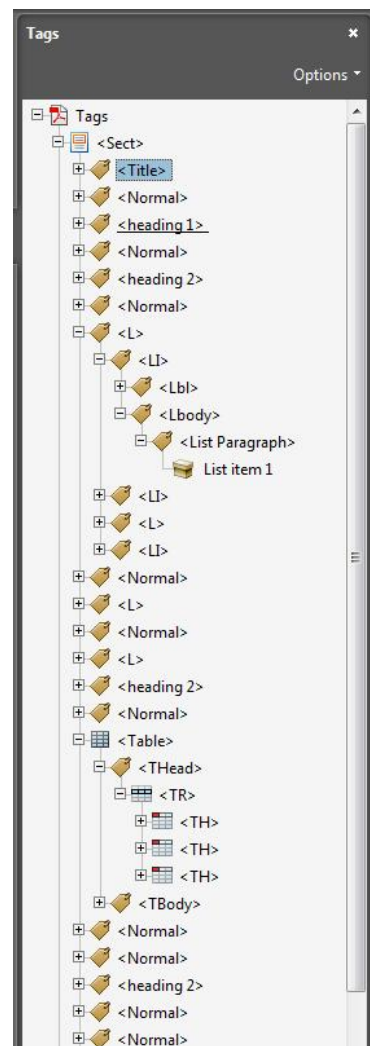 Tags
Options
Tags
<Sect>
<Title>
<Normal>
<heading 1>
<Normal>
<heading 2>
<Normal>
<L>
<LI>
<Lbl>
<Lbody>
<List Paragraph>
List item 1
<LI>
<L>
<LI>
<Normal>
<L>
<Normal>
<L>
<heading 2>
<Normal>
<Table>
<THead>
<TR>
<TH>
<TH>
<TH>
<TBody>
<Normal>
<Normal>
<heading 2>
<Normal>
<Normal>